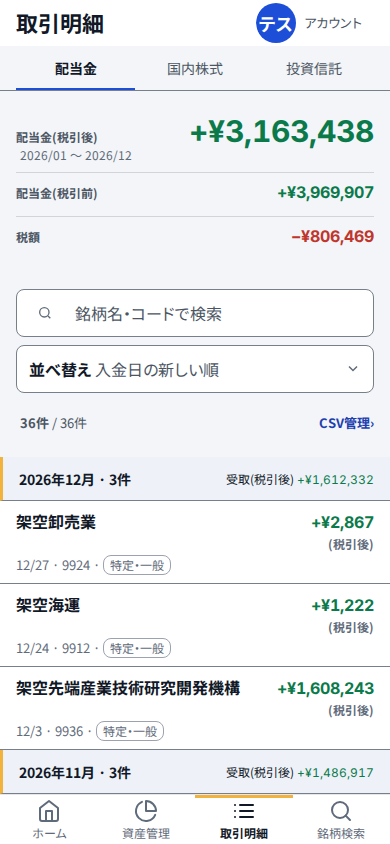 取引明細
テス アカウント
配当金 国内株式 投資信託
配当金(税引後) +¥3,163,438
2026/01 〜 2026/12
配当金(税引前) +¥3,969,907
税額 −¥806,469
銘柄名・コードで検索
並べ替え 入金日の新しい順
36件 / 36件 CSV管理›
2026年12月・3件 受取(税引後) +¥1,612,332
架空卸売業 +¥2,867
(税引後)
12/27・9924・ 特定・一般
架空海運 +¥1,222
(税引後)
12/24・9912・ 特定・一般
架空先端産業技術研究開発機構 +¥1,608,243
(税引後)
12/3・9936・ 特定・一般
2026年11月・3件 受取(税引後) +¥1,486,917
ホーム 資産管理 取引明細 銘柄検索